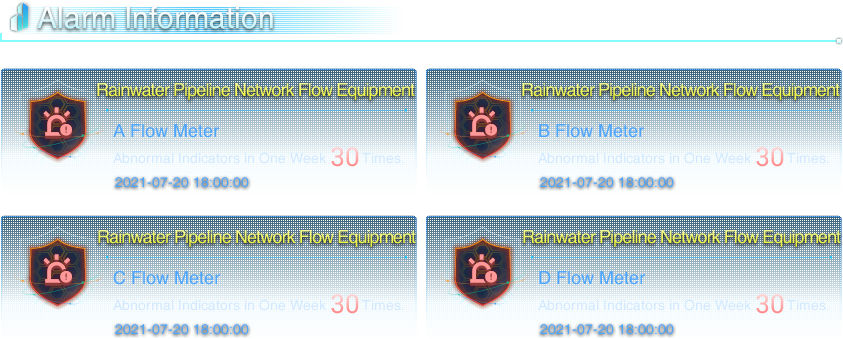 Alarm Information
Rainwater Pipeline Network Flow Equipment
A Flow Meter
Abnormal Indicators in One Week 30 Times.
2021-07-20 18:00:00
Rainwater Pipeline Network Flow Equipment
B Flow Meter
Abnormal Indicators in One Week 30 Times.
2021-07-20 18:00:00
Rainwater Pipeline Network Flow Equipment
C Flow Meter
Abnormal Indicators in One Week 30 Times.
2021-07-20 18:00:00
Rainwater Pipeline Network Flow Equipment
D Flow Meter
Abnormal Indicators in One Week 30 Times.
2021-07-20 18:00:00